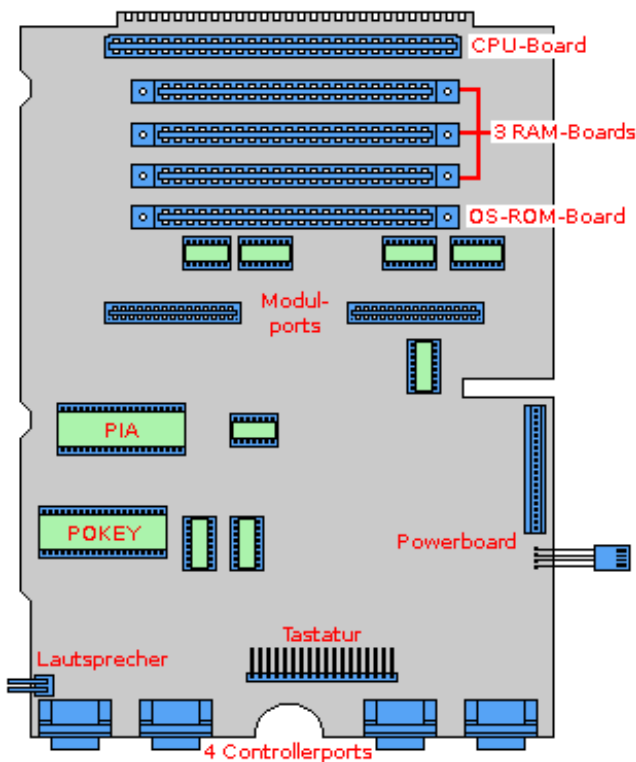 CPU-Board
3 RAM-Boards
OS-ROM-Board
Modul-
ports
PIA
POKEY
Powerboard
Tastatur
Lautsprecher
4 Controllerports